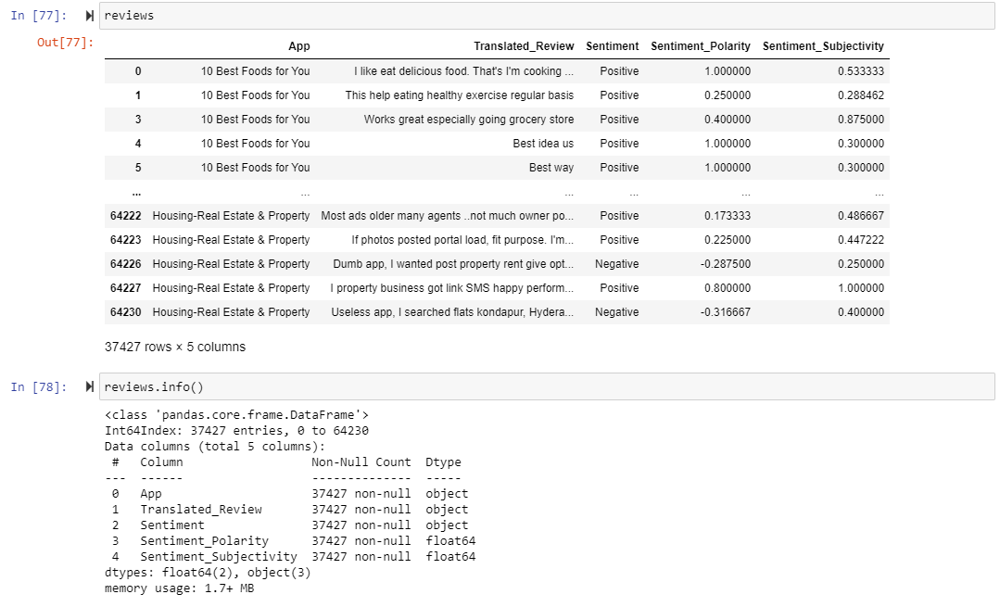 In [77]: reviews
Out[77]:
App Translated_Review Sentiment Sentiment_Polarity Sentiment_Subjectivity
0 10 Best Foods for You I like eat delicious food. That's I'm cooking ... Positive 1.000000 0.533333
1 10 Best Foods for You This help eating healthy exercise regular basis Positive 0.250000 0.288462
3 10 Best Foods for You Works great especially going grocery store Positive 0.400000 0.875000
4 10 Best Foods for You Best idea us Positive 1.000000 0.300000
5 10 Best Foods for You Best way Positive 1.000000 0.300000
... ... ... ... ... ...
64222 Housing-Real Estate & Property Most ads older many agents ..not much owner po... Positive 0.173333 0.486667
64223 Housing-Real Estate & Property If photos posted portal load, fit purpose. I'm... Positive 0.225000 0.447222
64226 Housing-Real Estate & Property Dumb app, I wanted post property rent give opt... Negative -0.287500 0.250000
64227 Housing-Real Estate & Property I property business got link SMS happy perform... Positive 0.800000 1.000000
64230 Housing-Real Estate & Property Useless app, I searched flats kondapur, Hydera... Negative -0.316667 0.400000
37427 rows × 5 columns
In [78]: reviews.info()
<class 'pandas.core.frame.DataFrame'>
Int64Index: 37427 entries, 0 to 64230
Data columns (total 5 columns):
# Column Non-Null Count Dtype
--- ------ -------------- -----
0 App 37427 non-null object
1 Translated_Review 37427 non-null object
2 Sentiment 37427 non-null object
3 Sentiment_Polarity 37427 non-null float64
4 Sentiment_Subjectivity 37427 non-null float64
dtypes: float64(2), object(3)
memory usage: 1.7+ MB